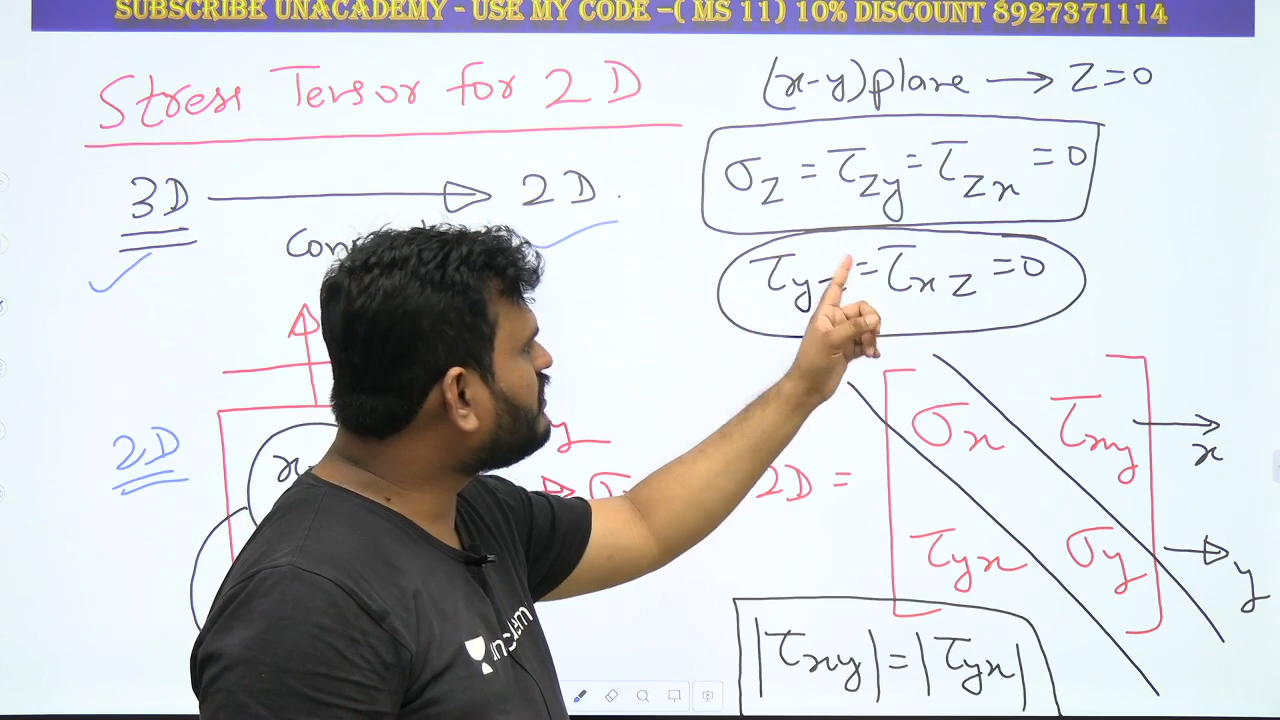 SUBSCRIBE UNACADEMY - USE MY CODE –( MS 11) 10% DISCOUNT 8927371114
Stress Tensor for 2D
(x-y) plane → Z=0
3D → 2D.
σz = τzy = τzx = 0
τy = τxz = 0
2D
2D = [σx τxy
τyx σy]
x
y
|τxy| = |τyx|